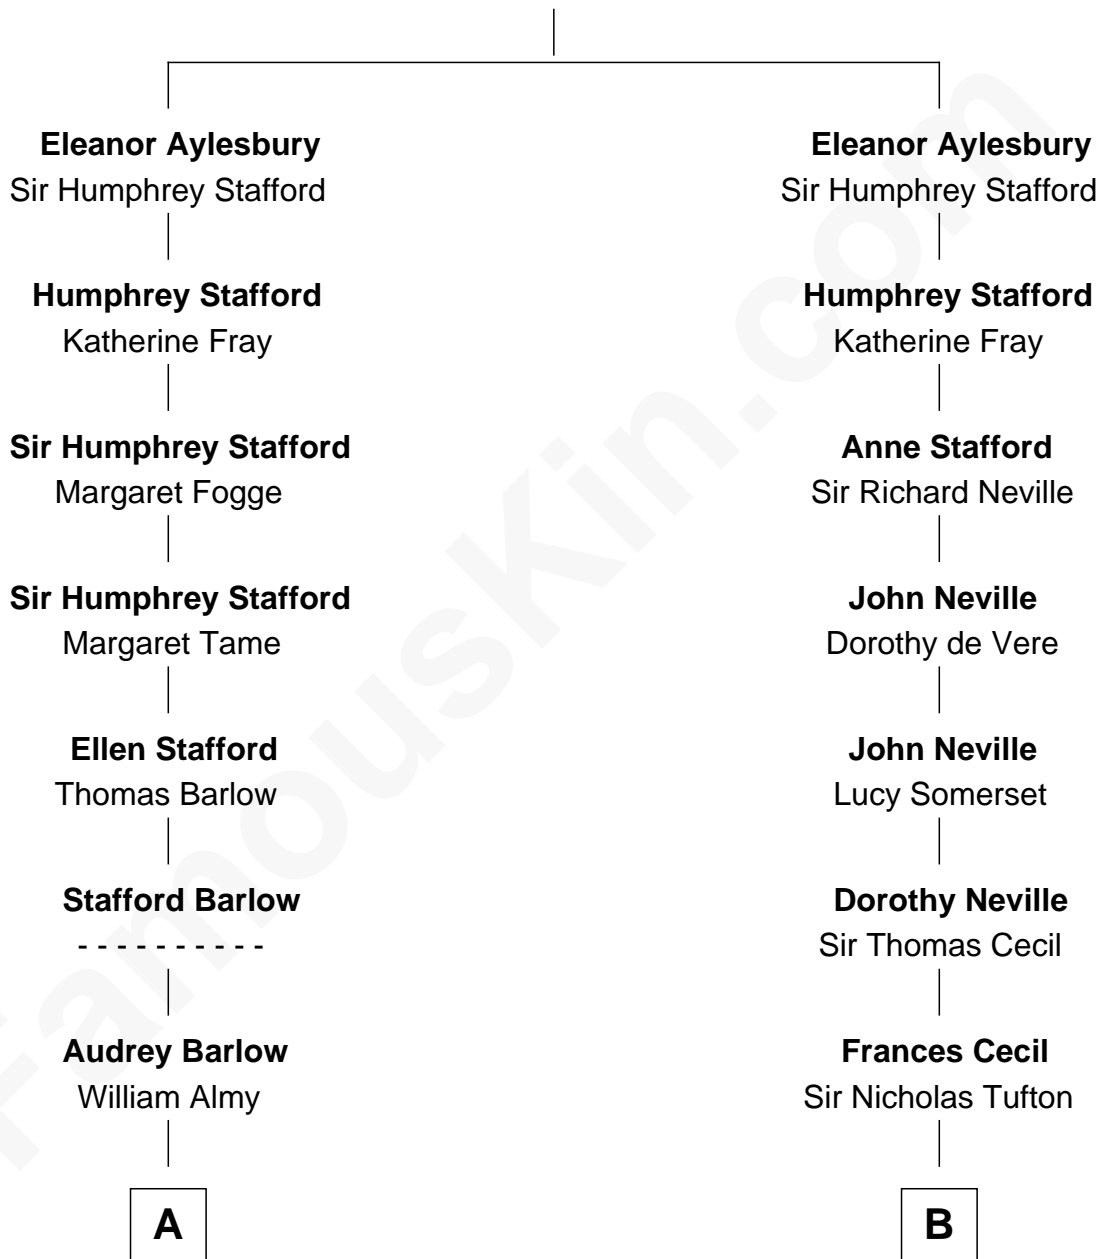 Eleanor Aylesbury
Sir Humphrey Stafford
Humphrey Stafford
Katherine Fray
Sir Humphrey Stafford
Margaret Fogge
Sir Humphrey Stafford
Margaret Tame
Ellen Stafford
Thomas Barlow
Stafford Barlow
- - - - - - - - - -
Audrey Barlow
William Almy
A
Eleanor Aylesbury
Sir Humphrey Stafford
Humphrey Stafford
Katherine Fray
Anne Stafford
Sir Richard Neville
John Neville
Dorothy de Vere
John Neville
Lucy Somerset
Dorothy Neville
Sir Thomas Cecil
Frances Cecil
Sir Nicholas Tufton
B
FamousKin.com